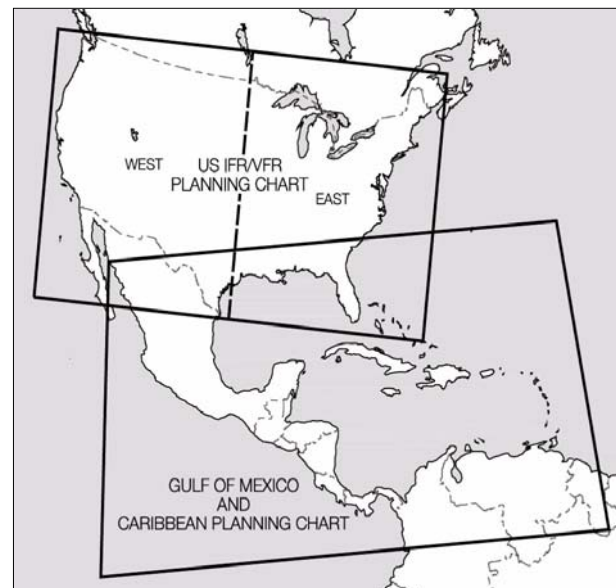 WEST
US IFR/VFR
PLANNING CHART
EAST
GULF OF MEXICO
AND
CARIBBEAN PLANNING CHART